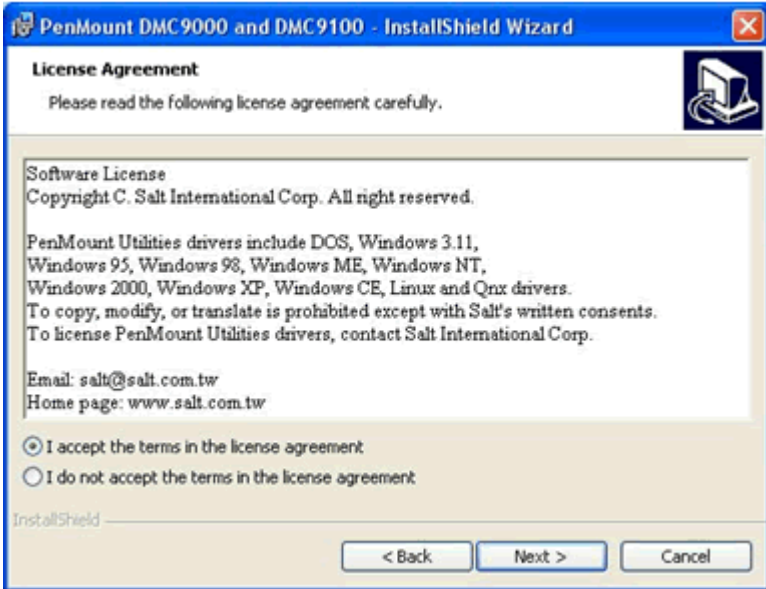 PenMount DMC9000 and DMC9100 - InstallShield Wizard
License Agreement
Please read the following license agreement carefully.
Software License
Copyright C. Salt International Corp. All right reserved.
PenMount Utilities drivers include DOS, Windows 3.11,
Windows 95, Windows 98, Windows ME, Windows NT,
Windows 2000, Windows XP, Windows CE, Linux and Qnx drivers.
To copy, modify, or translate is prohibited except with Salt's written consents.
To license PenMount Utilities drivers, contact Salt International Corp.
Email: salt@salt.com.tw
Home page: www.salt.com.tw
I accept the terms in the license agreement
I do not accept the terms in the license agreement
InstallShield
< Back Next > Cancel